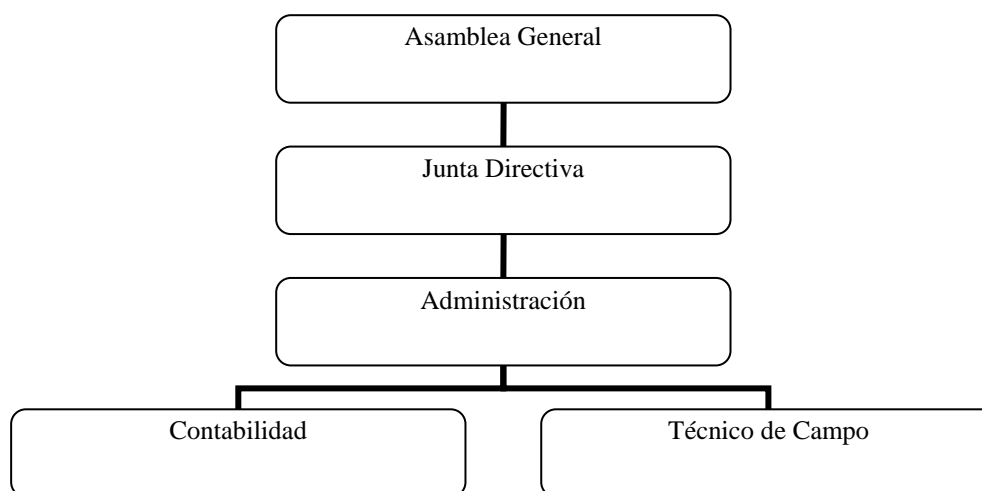 Asamblea General
Junta Directiva
Administración
Contabilidad
Técnico de Campo